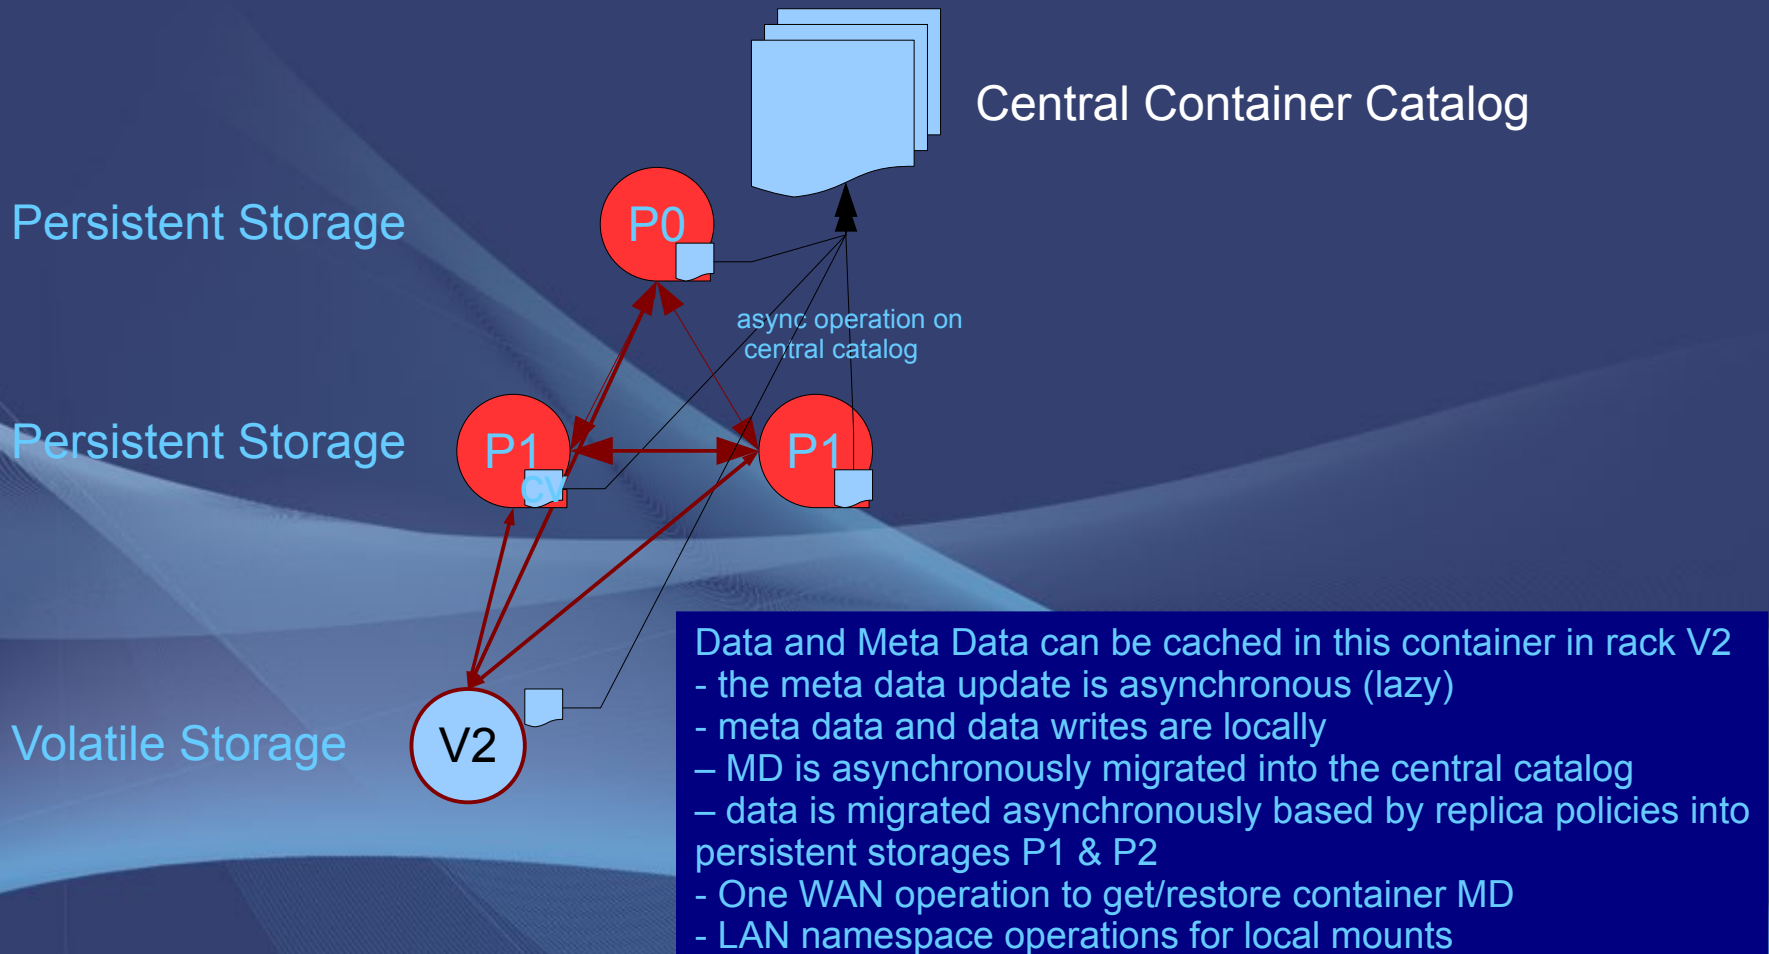 Central Container Catalog
Persistent Storage
P0
async operation on
central catalog
Persistent Storage
P1
P1
CV
Volatile Storage
V2
Data and Meta Data can be cached in this container in rack V2
- the meta data update is asynchronous (lazy)
- meta data and data writes are locally
– MD is asynchronously migrated into the central catalog
– data is migrated asynchronously based by replica policies into
persistent storages P1 & P2
- One WAN operation to get/restore container MD
- LAN namespace operations for local mounts